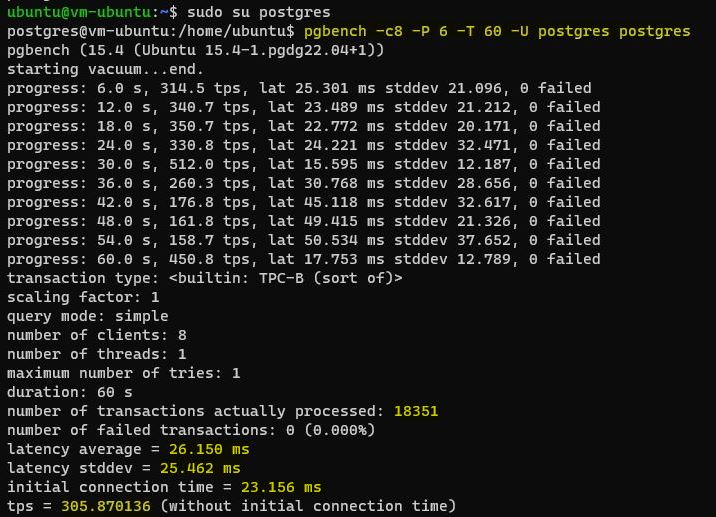 ubuntu@vm-ubuntu:~$ sudo su postgres
postgres@vm-ubuntu:/home/ubuntu$ pgbench -c8 -P 6 -T 60 -U postgres postgres
pgbench (15.4 (Ubuntu 15.4-1.pgdg22.04+1))
starting vacuum...end.
progress: 6.0 s, 314.5 tps, lat 25.301 ms stddev 21.096, 0 failed
progress: 12.0 s, 340.7 tps, lat 23.489 ms stddev 21.212, 0 failed
progress: 18.0 s, 350.7 tps, lat 22.772 ms stddev 20.171, 0 failed
progress: 24.0 s, 330.8 tps, lat 24.221 ms stddev 32.471, 0 failed
progress: 30.0 s, 512.0 tps, lat 15.595 ms stddev 12.187, 0 failed
progress: 36.0 s, 260.3 tps, lat 30.768 ms stddev 28.656, 0 failed
progress: 42.0 s, 176.8 tps, lat 45.118 ms stddev 32.617, 0 failed
progress: 48.0 s, 161.8 tps, lat 49.415 ms stddev 21.326, 0 failed
progress: 54.0 s, 158.7 tps, lat 50.534 ms stddev 37.652, 0 failed
progress: 60.0 s, 450.8 tps, lat 17.753 ms stddev 12.789, 0 failed
transaction type: <builtin: TPC-B (sort of)>
scaling factor: 1
query mode: simple
number of clients: 8
number of threads: 1
maximum number of tries: 1
duration: 60 s
number of transactions actually processed: 18351
number of failed transactions: 0 (0.000%)
latency average = 26.150 ms
latency stddev = 25.462 ms
initial connection time = 23.156 ms
tps = 305.870136 (without initial connection time)